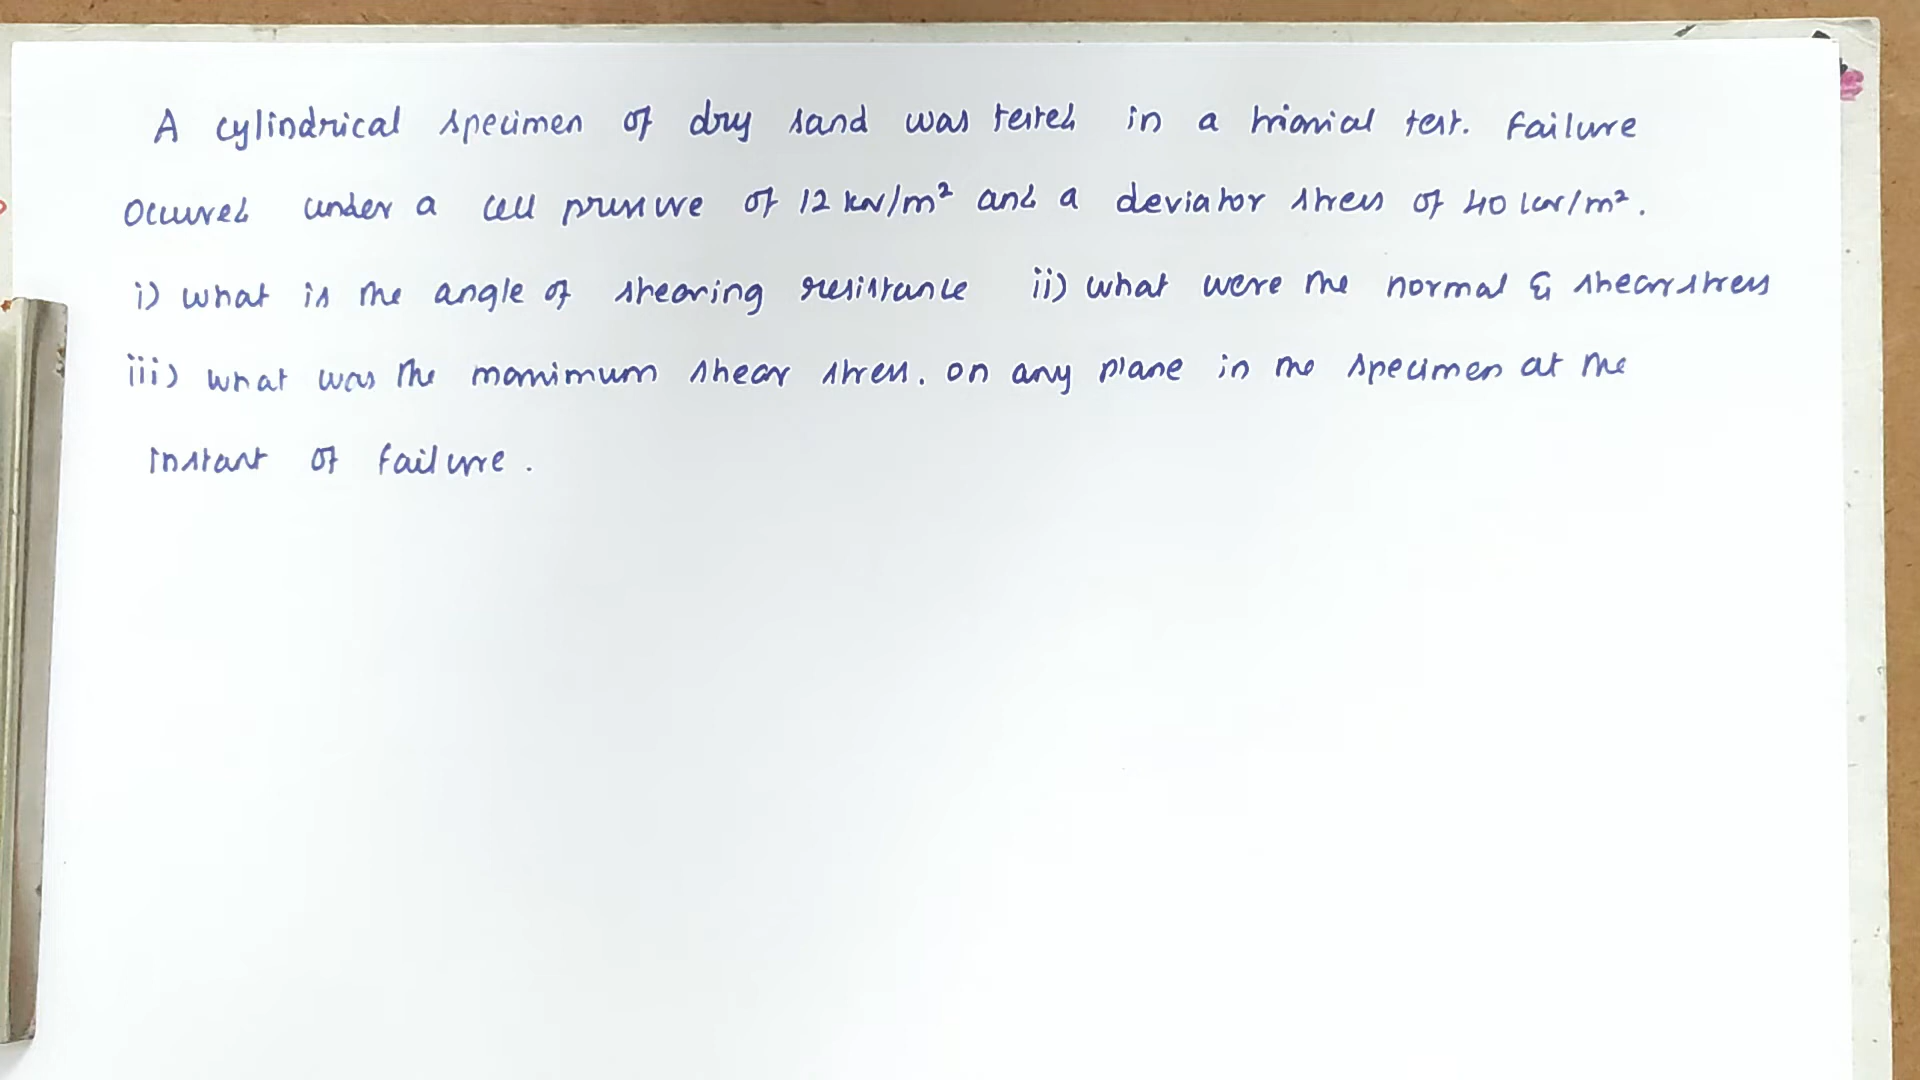 A cylindrical specimen of dry sand was tested in a triaxial test. Failure
occured under a cell pressure of 12 kN/m² and a deviator stress of 40 kN/m².
i) what is the angle of shearing resistance ii) what were the normal & shear stress
iii) what was the maximum shear stress. on any plane in the specimen at the
instant of failure.